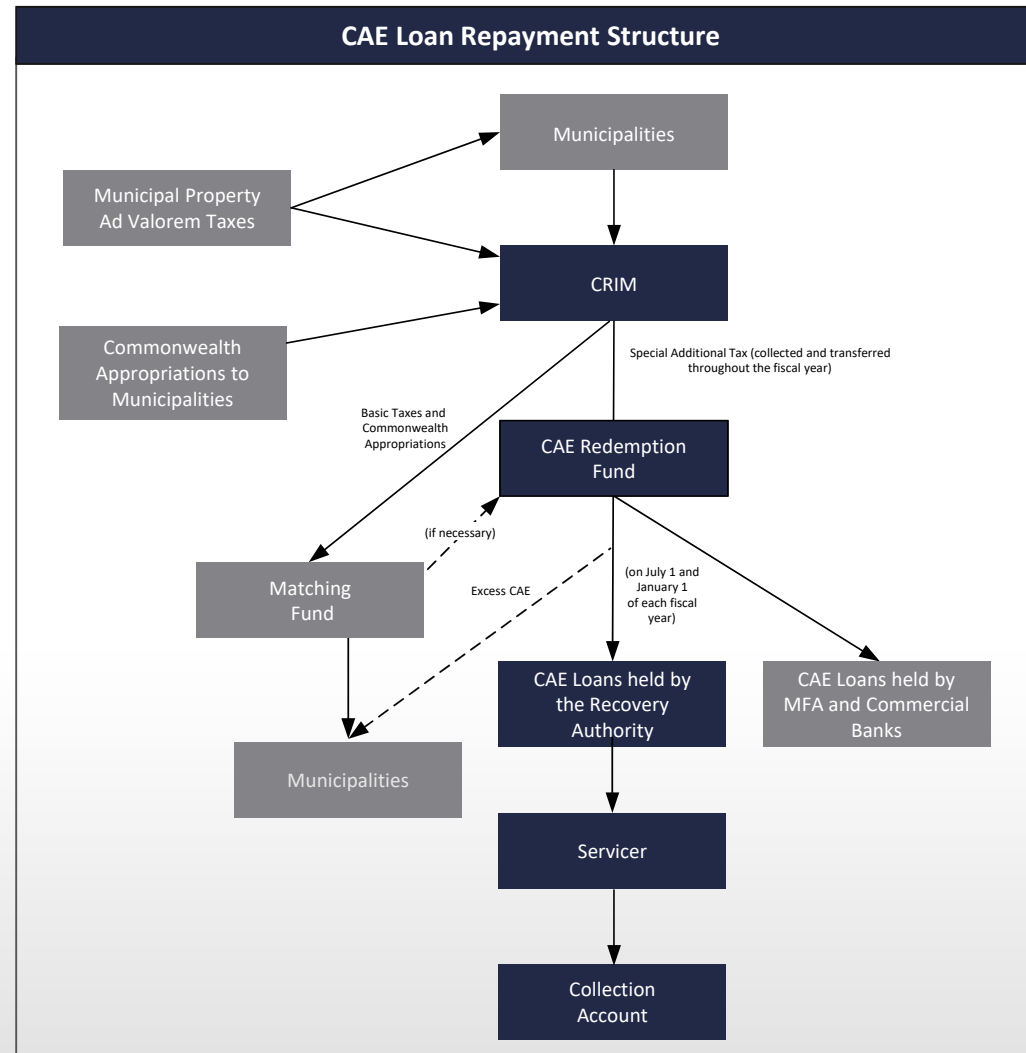 CAE Loan Repayment Structure
Municipalities
Municipal Property
Ad Valorem Taxes
CRIM
Commonwealth
Appropriations to
Municipalities
Special Additional Tax (collected and transferred
throughout the fiscal year)
Basic Taxes and
Commonwealth
Appropriations
CAE Redemption
Fund
(if necessary)
Matching
Fund
Excess CAE
(on July 1 and
January 1
of each fiscal
year)
CAE Loans held by
the Recovery
Authority
CAE Loans held by
MFA and Commercial
Banks
Municipalities
Servicer
Collection
Account